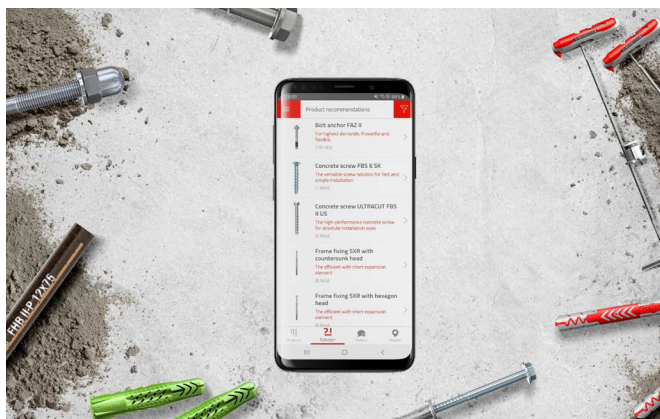 Product recommendations
Bolt anchor FAZ II
For highest demands. Powerful and
flexible.
Concrete screw FBS 6 SK
The versatile screw solution for fast and
simple installation
Concrete screw ULTRACUT FBS
II US
The high-performance concrete screw
for absolute installation ease
Frame fixing SXR with
countersunk head
The efficient with short expansion
element
Frame fixing SXR with hexagon
head
The efficient with short expansion
element
?!
FHB II-P 12X75